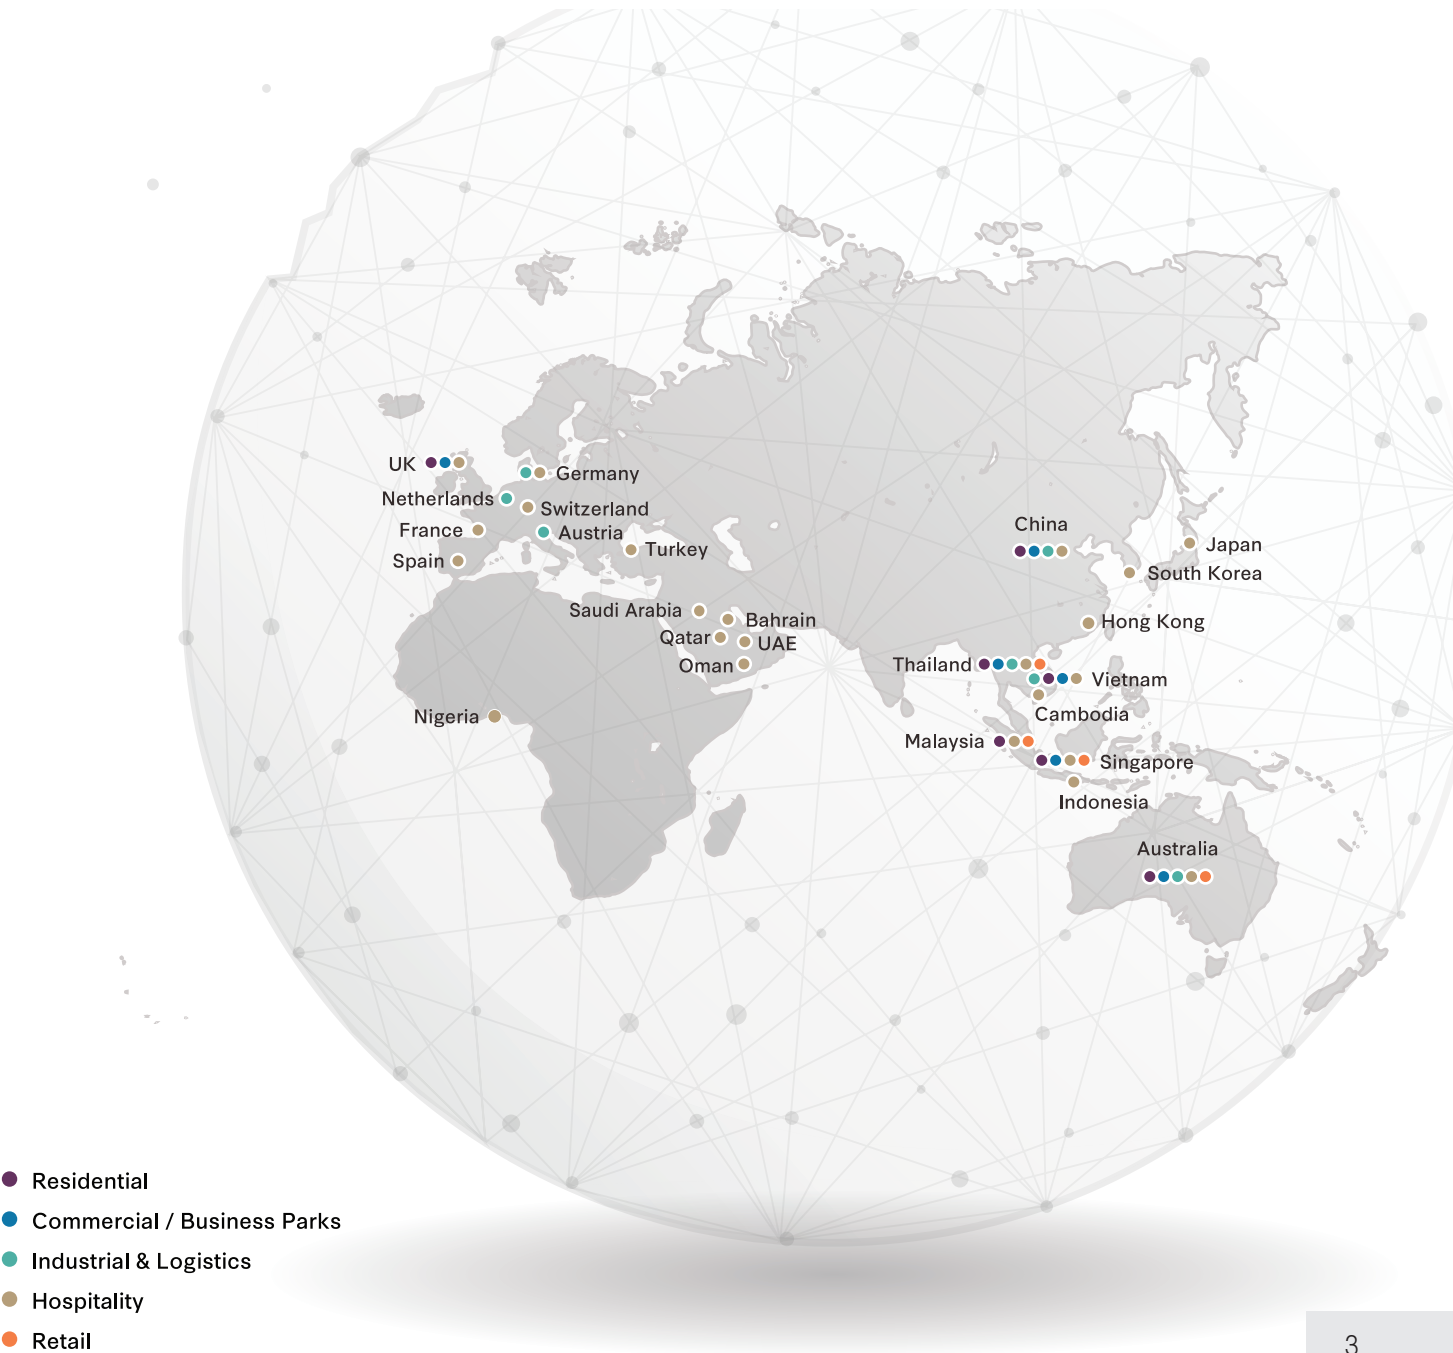 UK
Germany
Netherlands
Switzerland
France
Austria
Spain
Turkey
China
Japan
South Korea
Saudi Arabia
Bahrain
Qatar
UAE
Oman
Hong Kong
Thailand
Vietnam
Cambodia
Nigeria
Malaysia
Singapore
Indonesia
Australia
Residential
Commercial / Business Parks
Industrial & Logistics
Hospitality
Retail
3